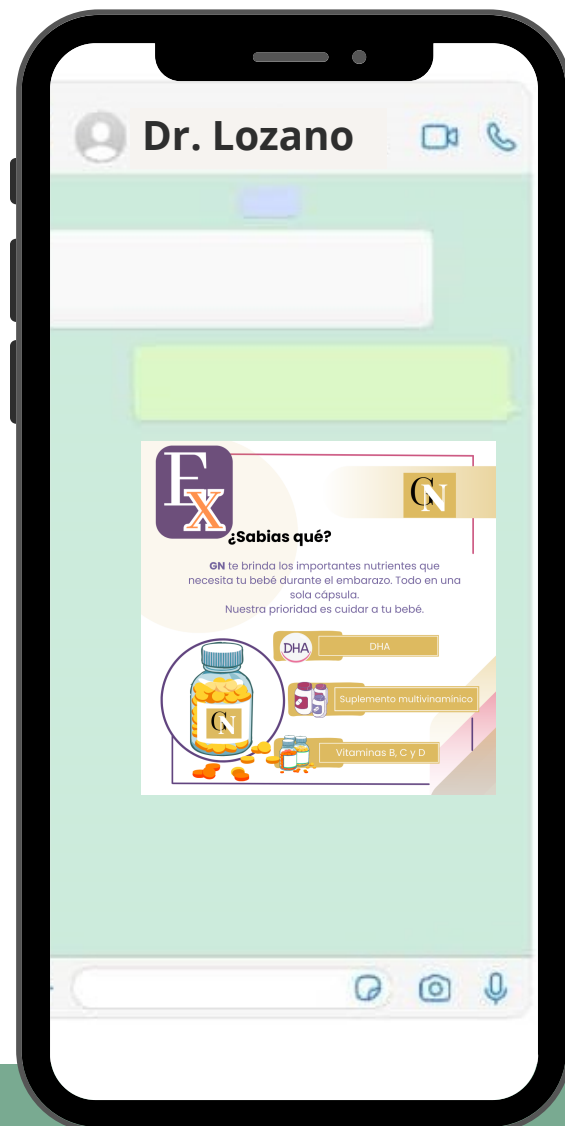 Dr. Lozano
Ex
GN
¿Sabias qué?
GN te brinda los importantes nutrientes que
necesita tu bebé durante el embarazo. Todo en una
sola cápsula.
Nuestra prioridad es cuidar a tu bebé.
DHA DHA
Suplemento multivinamínico
GN
Vitaminas B, C y D